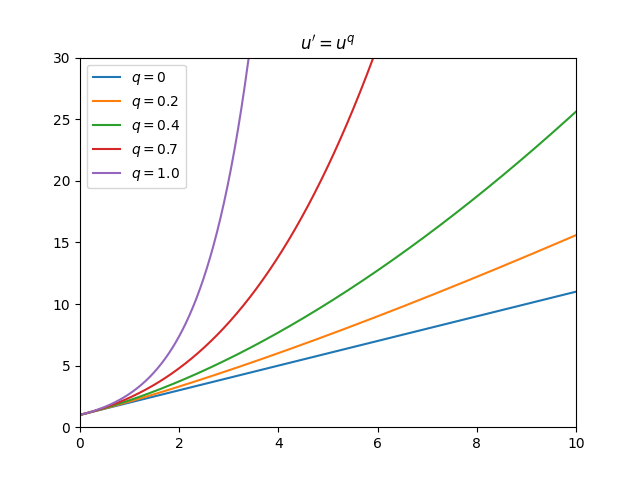 u′ = u^q
30
25
20
15
10
5
0
q = 0
q = 0.2
q = 0.4
q = 0.7
q = 1.0
0 2 4 6 8 10